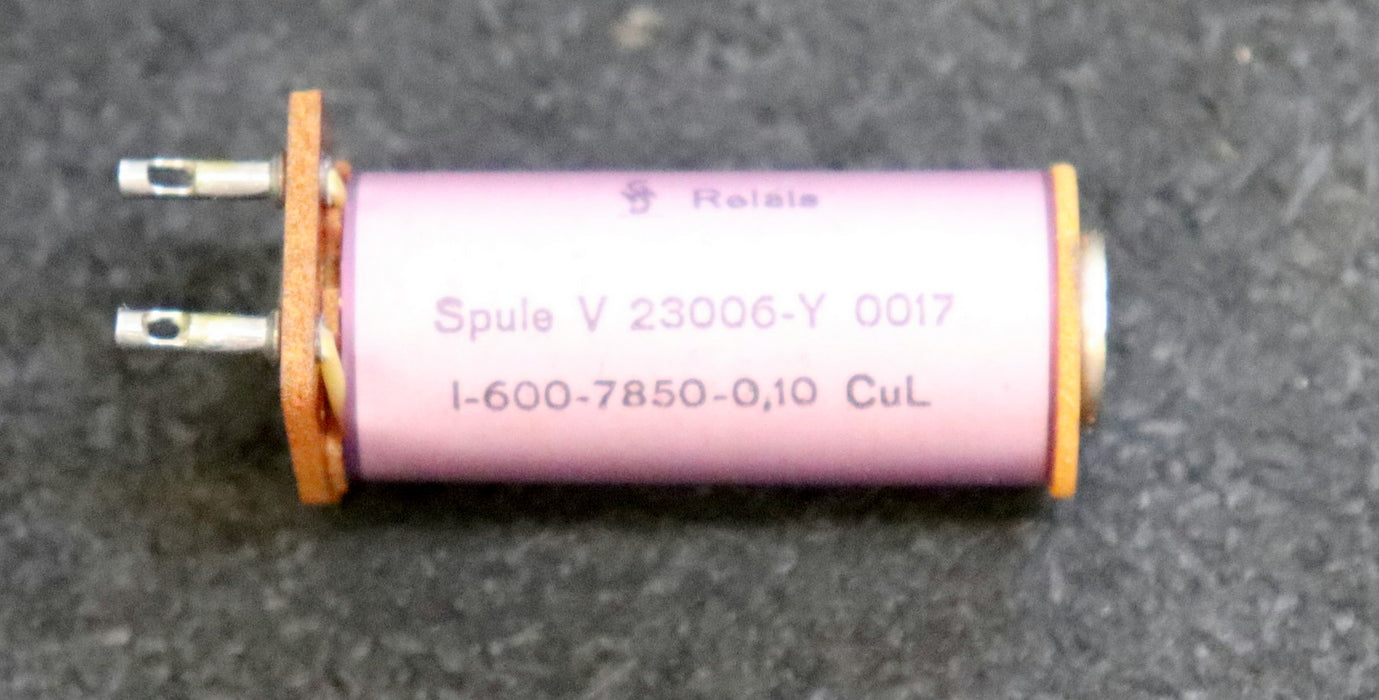 Relais
Spule V 23006-Y 0017
I-600-7850-0,10 CuL